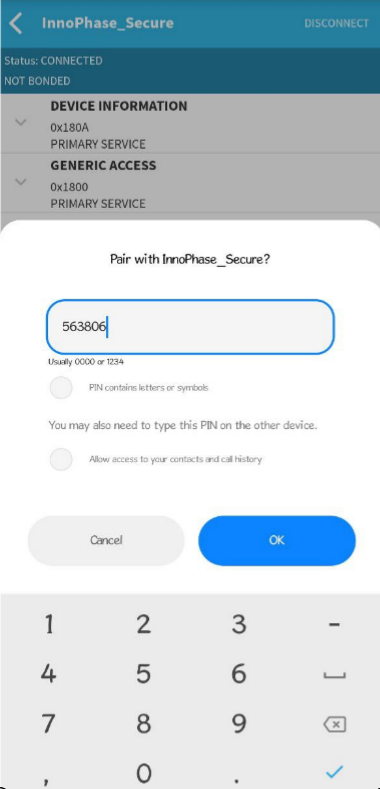 InnoPhase_Secure
DISCONNECT
Status: CONNECTED
NOT BONDED
DEVICE INFORMATION
0x180A
PRIMARY SERVICE
GENERIC ACCESS
0x1800
PRIMARY SERVICE
Pair with InnoPhase_Secure?
563806
Usually 0000 or 1234
PIN contains letters or symbols
You may also need to type this PIN on the other device.
Allow access to your contacts and call history
Cancel OK
1 2 3 -
4 5 6
7 8 9
, 0 .